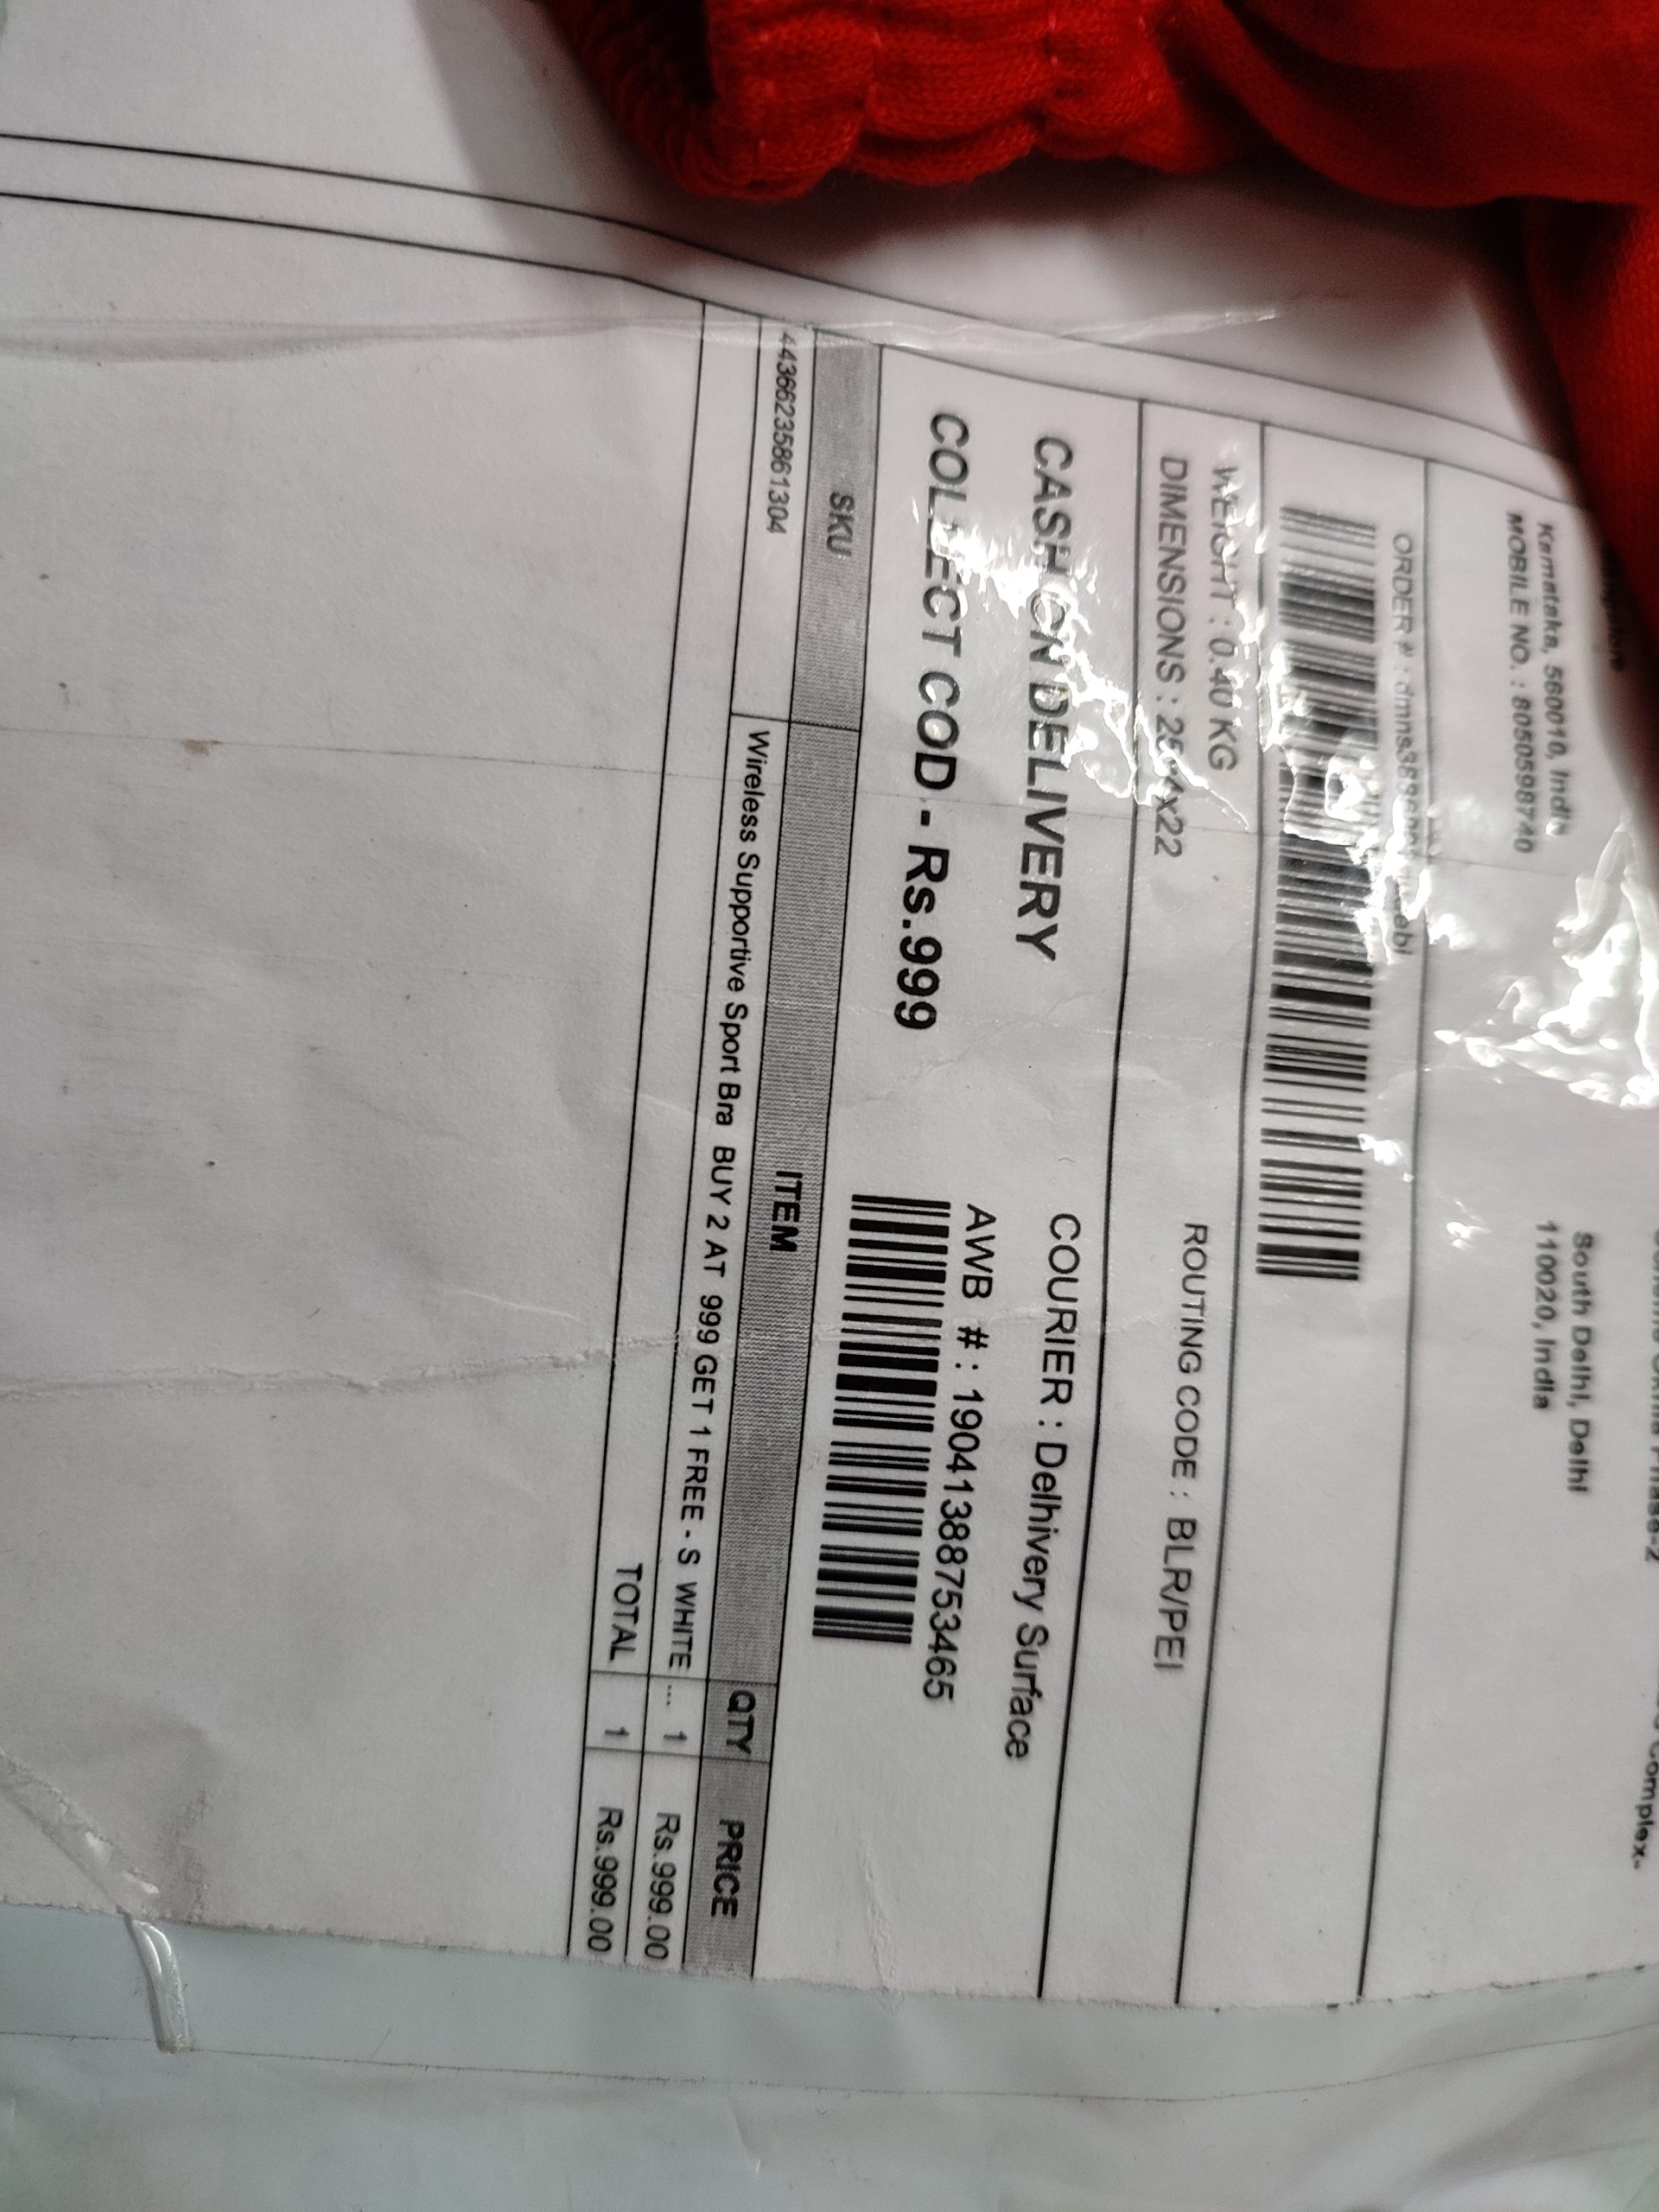 Complex-
South Delhi, Delhi
110020, India
Karnataka, 560010, India
MOBILE NO. : 8050598740
ORDER # :
WEIGHT : 0.40 KG
DIMENSIONS :
ROUTING CODE : BLR/PEI
CASH ON DELIVERY
COLLECT COD - Rs.999
COURIER : Delhivery Surface
AWB # : 19041388753465
SKU ITEM QTY PRICE
44366235861304 Wireless Supportive Sport Bra BUY 2 AT 999 GET 1 FREE - S WHITE ... 1 Rs.999.00
TOTAL 1 Rs.999.00